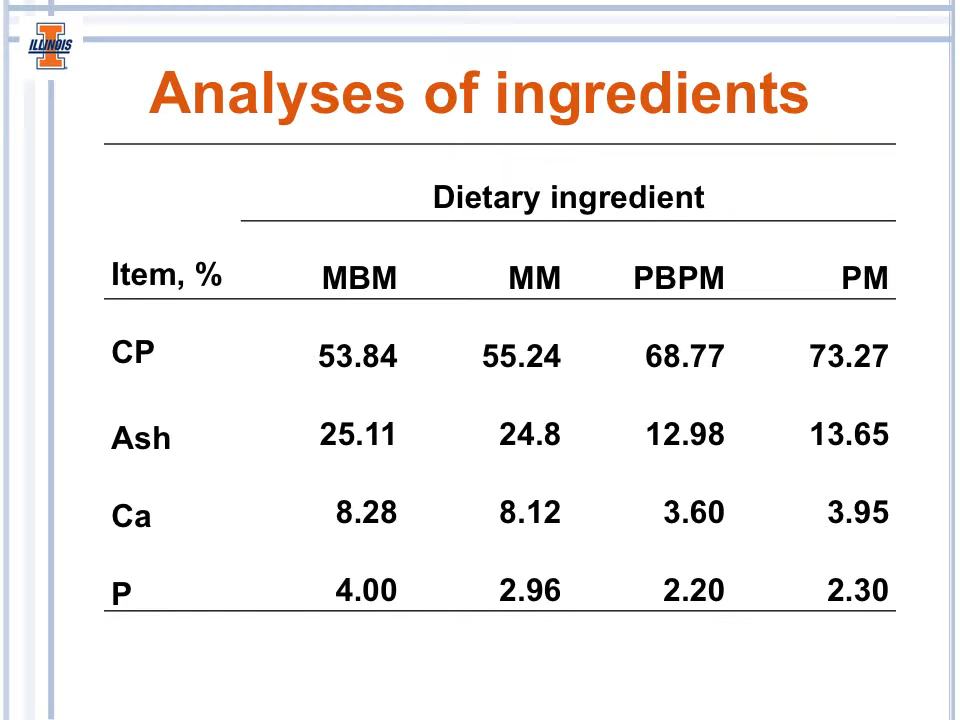 ILLINOIS
Analyses of ingredients
Dietary ingredient
Item, % MBM MM PBPM PM
CP 53.84 55.24 68.77 73.27
Ash 25.11 24.8 12.98 13.65
Ca 8.28 8.12 3.60 3.95
P 4.00 2.96 2.20 2.30